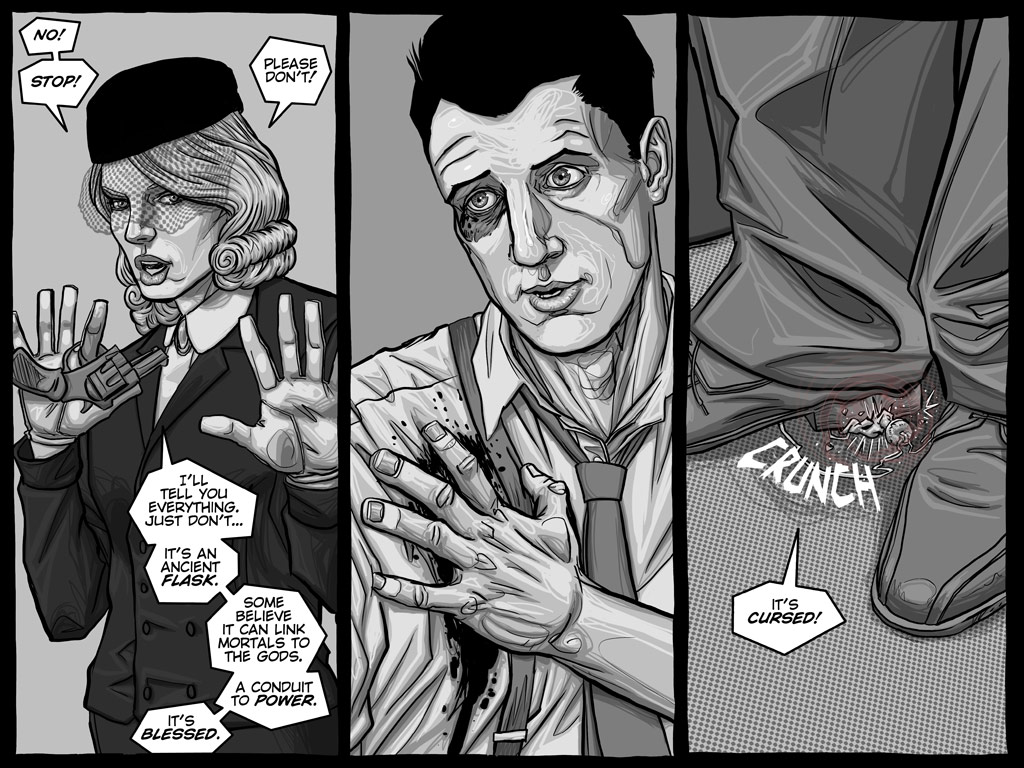 NO!
STOP!
PLEASE
DON'T!
I'LL
TELL YOU
EVERYTHING.
JUST DON'T...
IT'S AN
ANCIENT
FLASK.
SOME
BELIEVE
IT CAN LINK
MORTALS TO
THE GODS.
A CONDUIT
TO POWER.
IT'S
BLESSED.
CRUNCH
IT'S
CURSED!